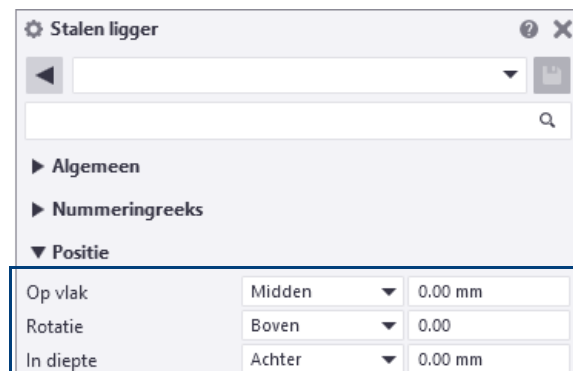 Stalen ligger
Algemeen
Nummeringreeks
Positie
Op vlak Midden 0.00 mm
Rotatie Boven 0.00
In diepte Achter 0.00 mm